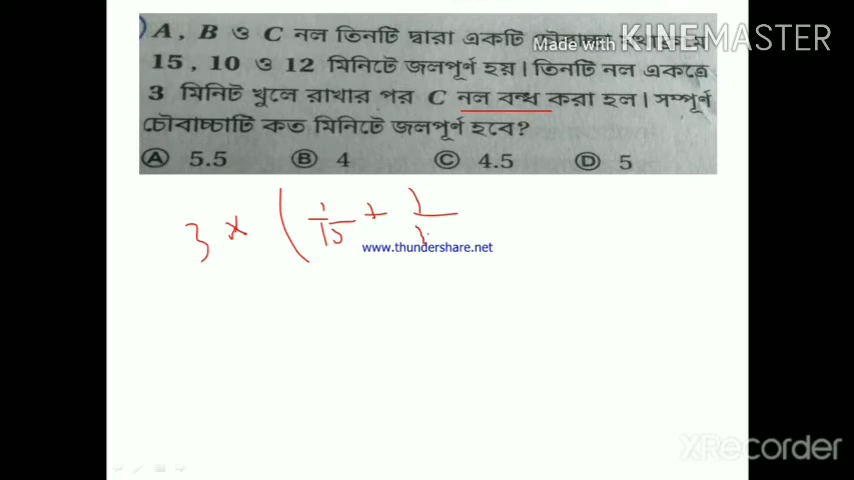 A, B ও C নল তিনটি দ্বারা একটি
Made with KINEMASTER
15, 10 ও 12 মিনিটে জলপূর্ণ হয়। তিনটি নল একত্রে
3 মিনিট খুলে রাখার পর C নল বন্ধ করা হল। সম্পূর্ণ
চৌবাচ্চাটি কত মিনিটে জলপূর্ণ হবে?
A 5.5 B 4 C 4.5 D 5
3 × ( 1/15 + 1/
www.thundershare.net
XRecorder